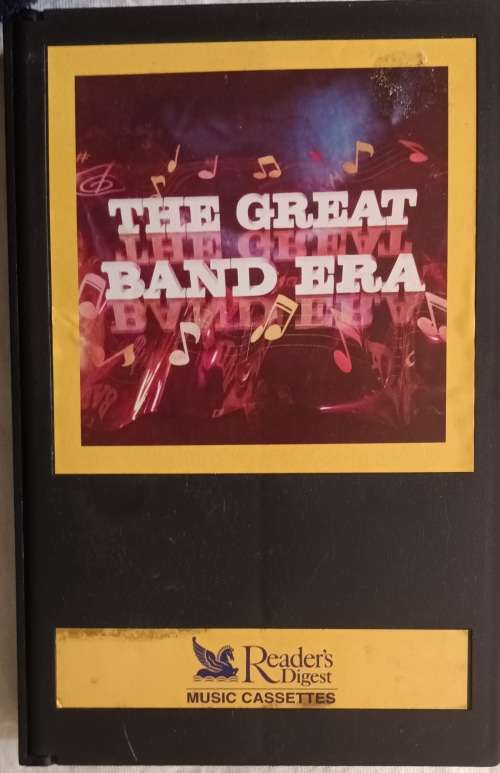 THE GREAT
BAND ERA
Reader's
Digest
MUSIC CASSETTES